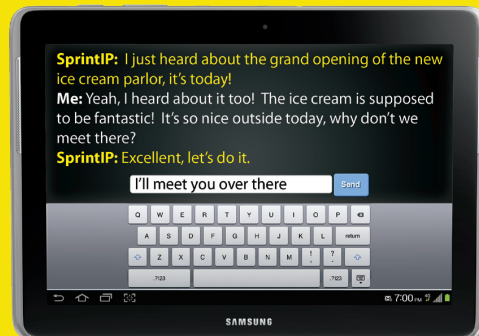 SprintIP: I just heard about the grand opening of the new
ice cream parlor, it's today!
Me: Yeah, I heard about it too! The ice cream is supposed
to be fantastic! It's so nice outside today, why don't we
meet there?
SprintIP: Excellent, let's do it.
I'll meet you over there Send
Q W E R T Y U I O P
A S D F G H J K L return
Z X C V B N M ! , ? .
.?123 .?123
7:00 PM
SAMSUNG